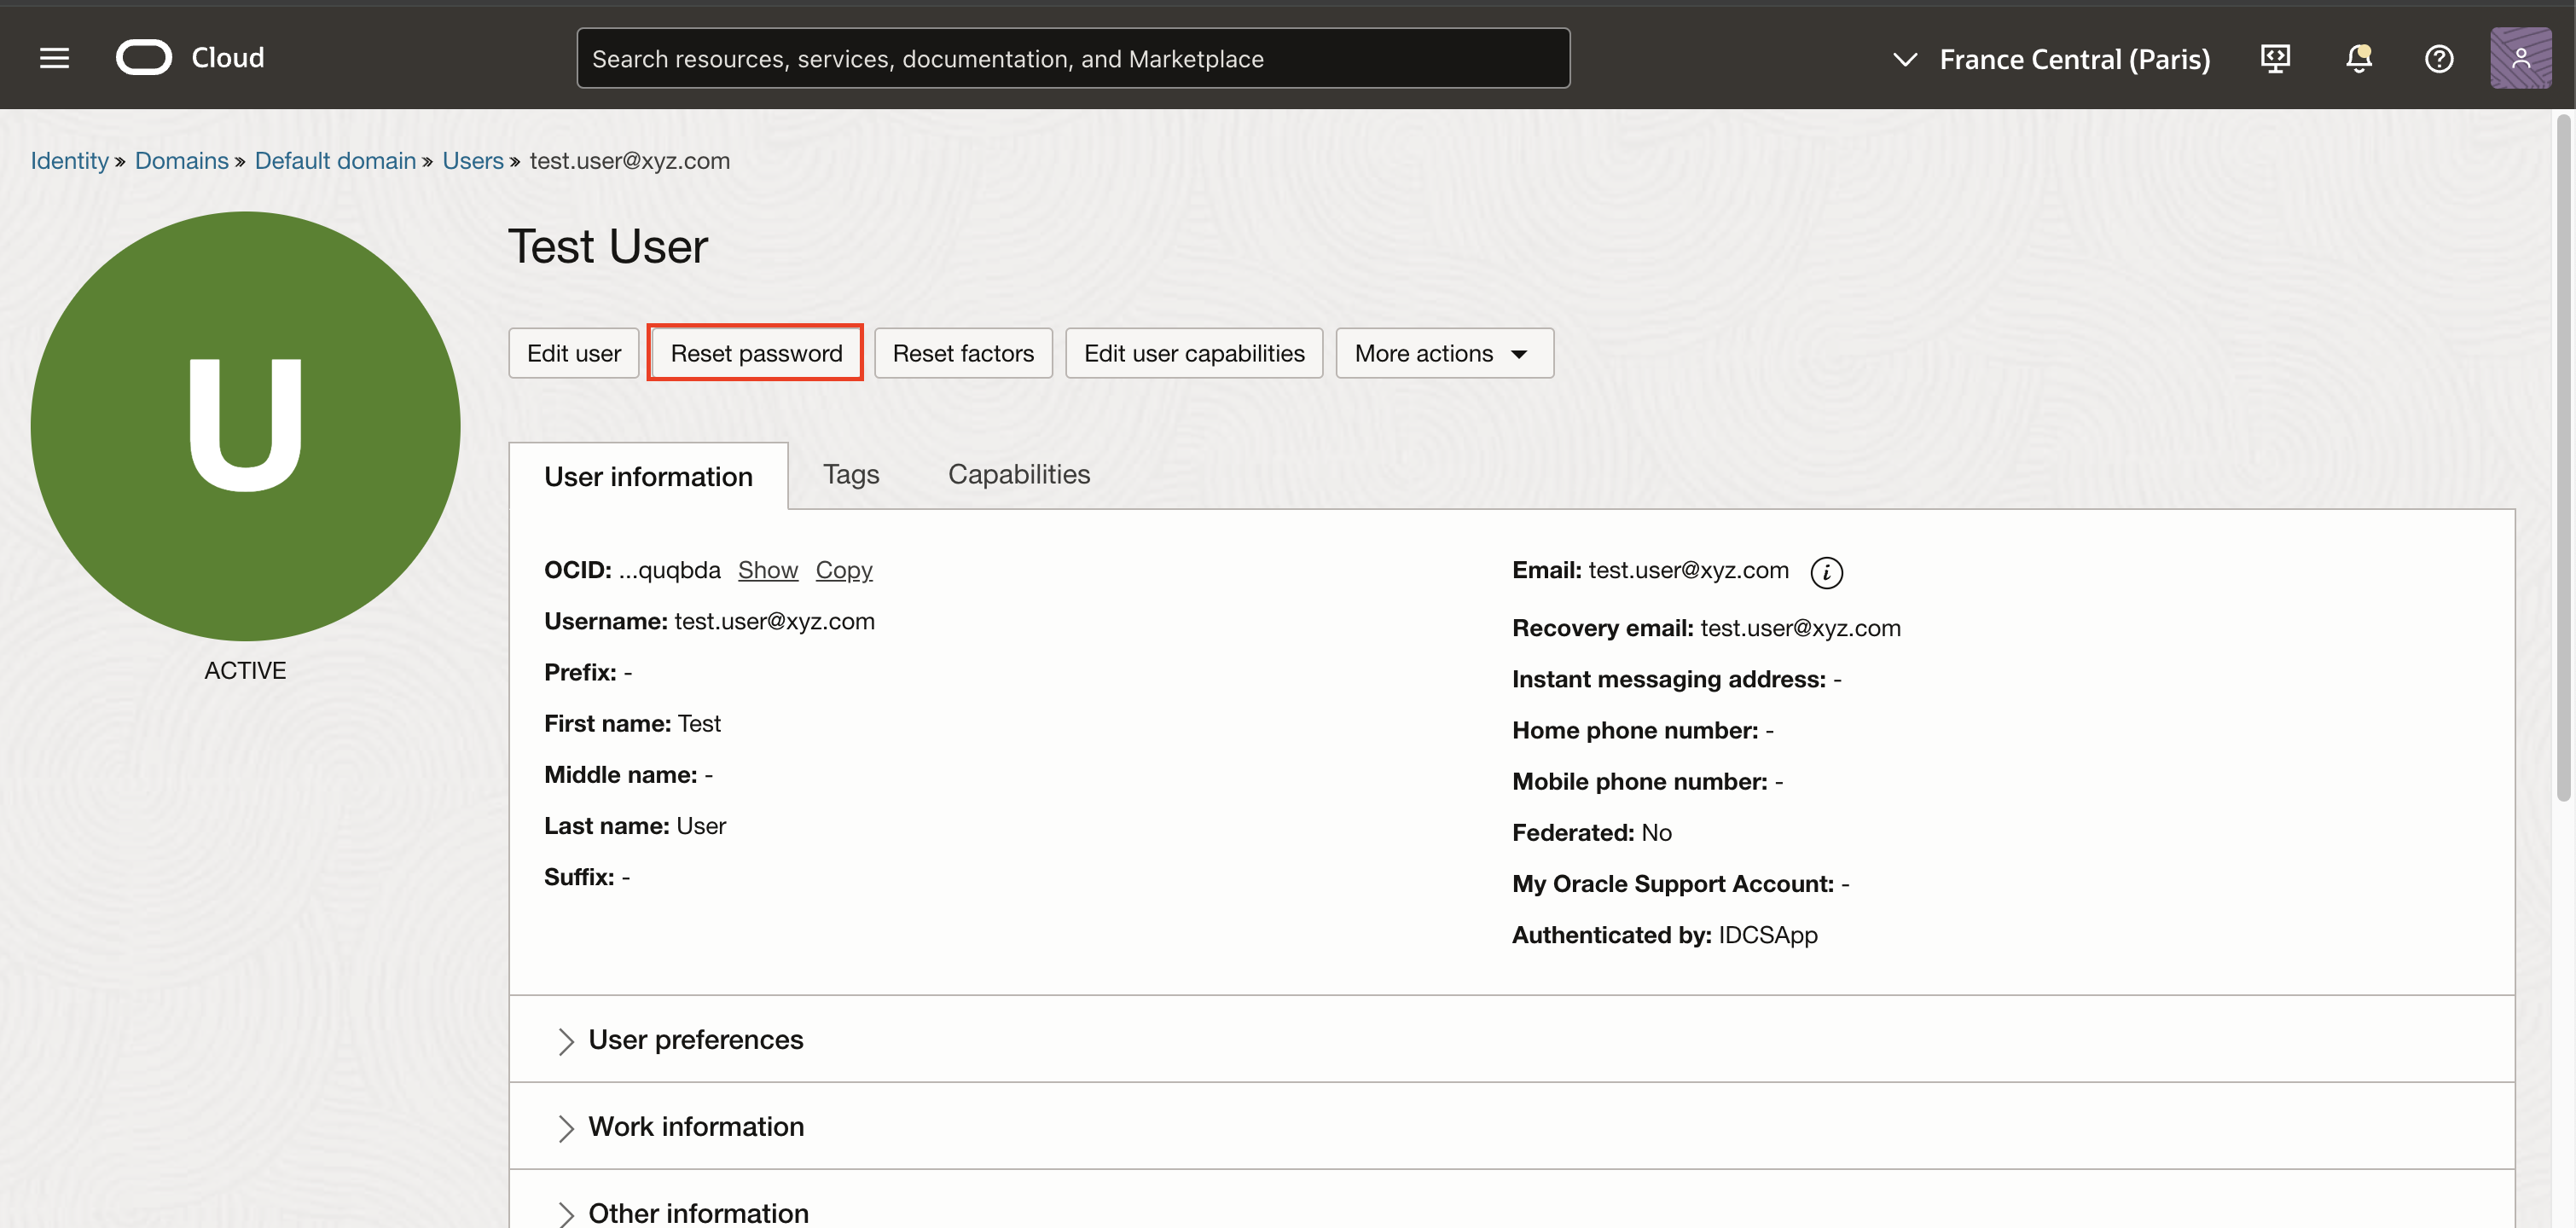 Cloud
Search resources, services, documentation, and Marketplace
France Central (Paris)
Identity » Domains » Default domain » Users » test.user@xyz.com
U
ACTIVE
Test User
Edit user
Reset password
Reset factors
Edit user capabilities
More actions
User information
Tags
Capabilities
OCID: ...quqbda Show Copy
Username: test.user@xyz.com
Prefix: -
First name: Test
Middle name: -
Last name: User
Suffix: -
Email: test.user@xyz.com
Recovery email: test.user@xyz.com
Instant messaging address: -
Home phone number: -
Mobile phone number: -
Federated: No
My Oracle Support Account: -
Authenticated by: IDCSApp
User preferences
Work information
Other information